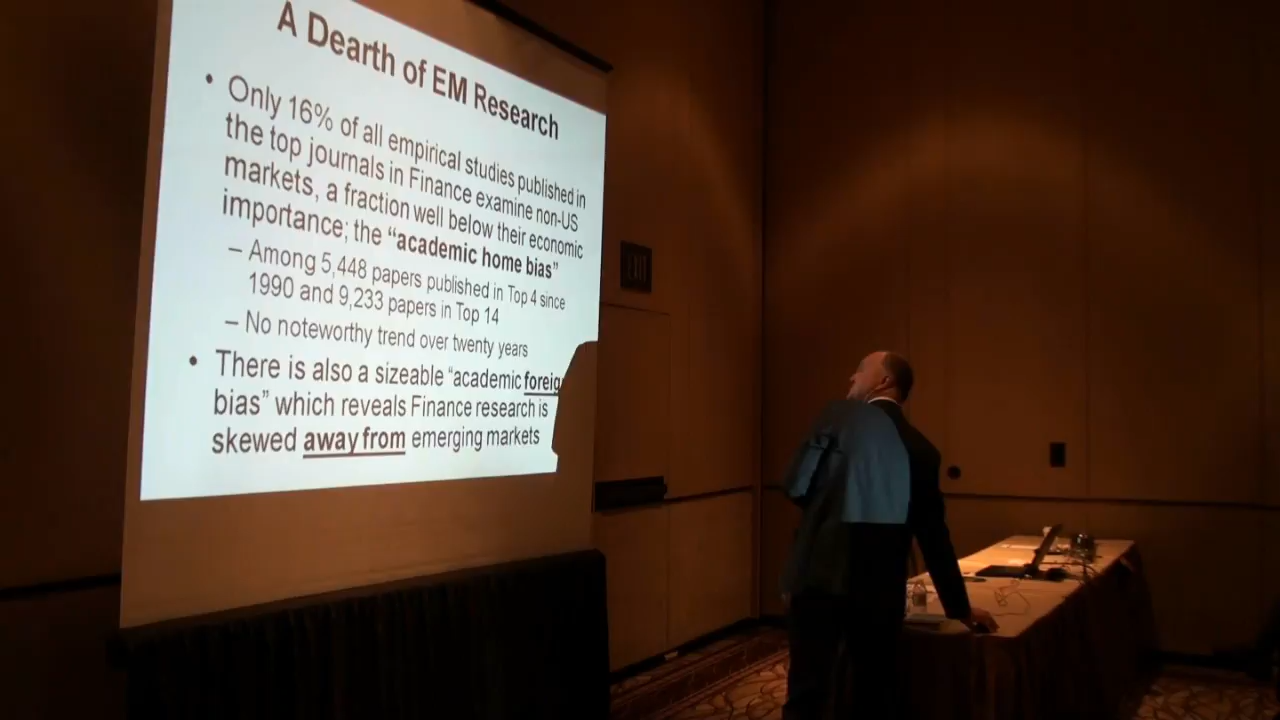 A Dearth of EM Research
• Only 16% of all empirical studies published in
the top journals in Finance examine non-US
markets, a fraction well below their economic
importance; the “academic home bias”
– Among 5,448 papers published in Top 4 since
1990 and 9,233 papers in Top 14
– No noteworthy trend over twenty years
• There is also a sizeable “academic foreig
bias” which reveals Finance research is
skewed away from emerging markets